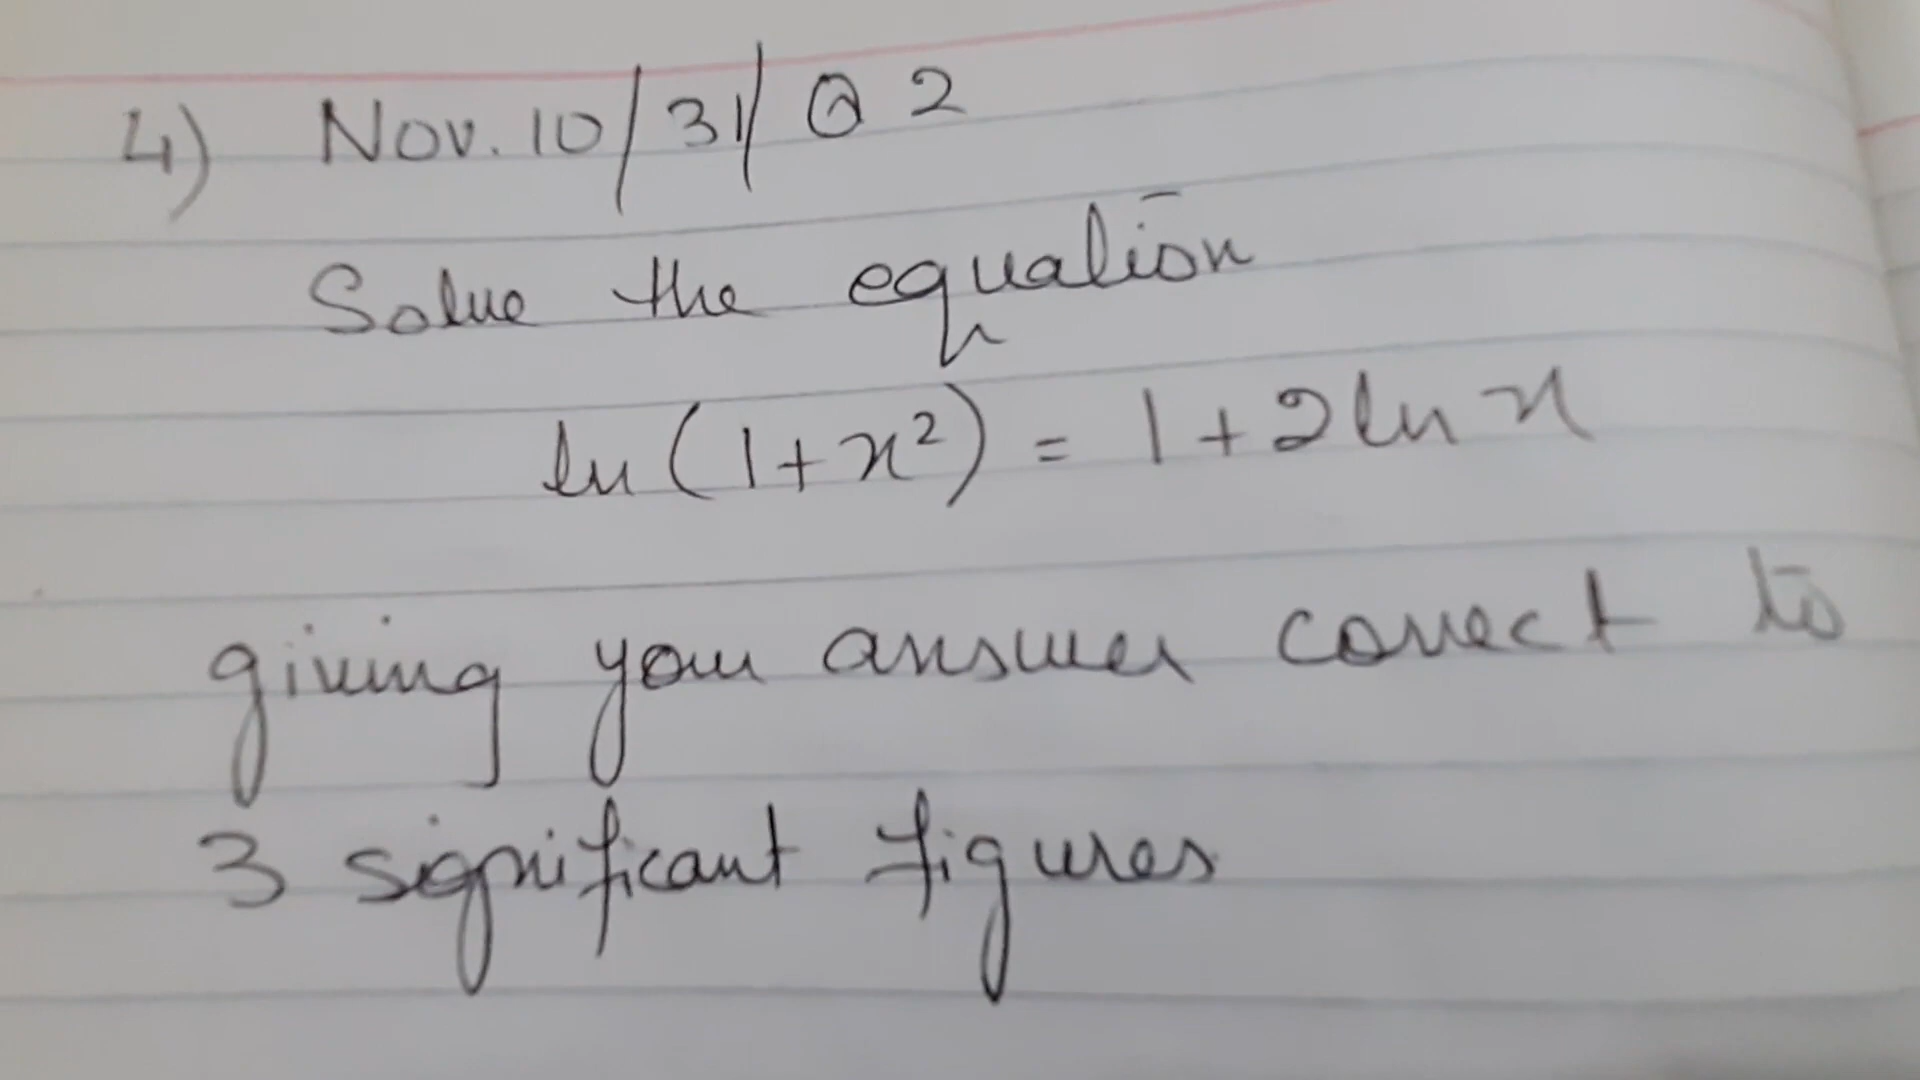 4) Nov. 10/31/ Q 2
Solve the equation
ln (1+x²) = 1+2ln x
giving your answer correct to
3 significant figures